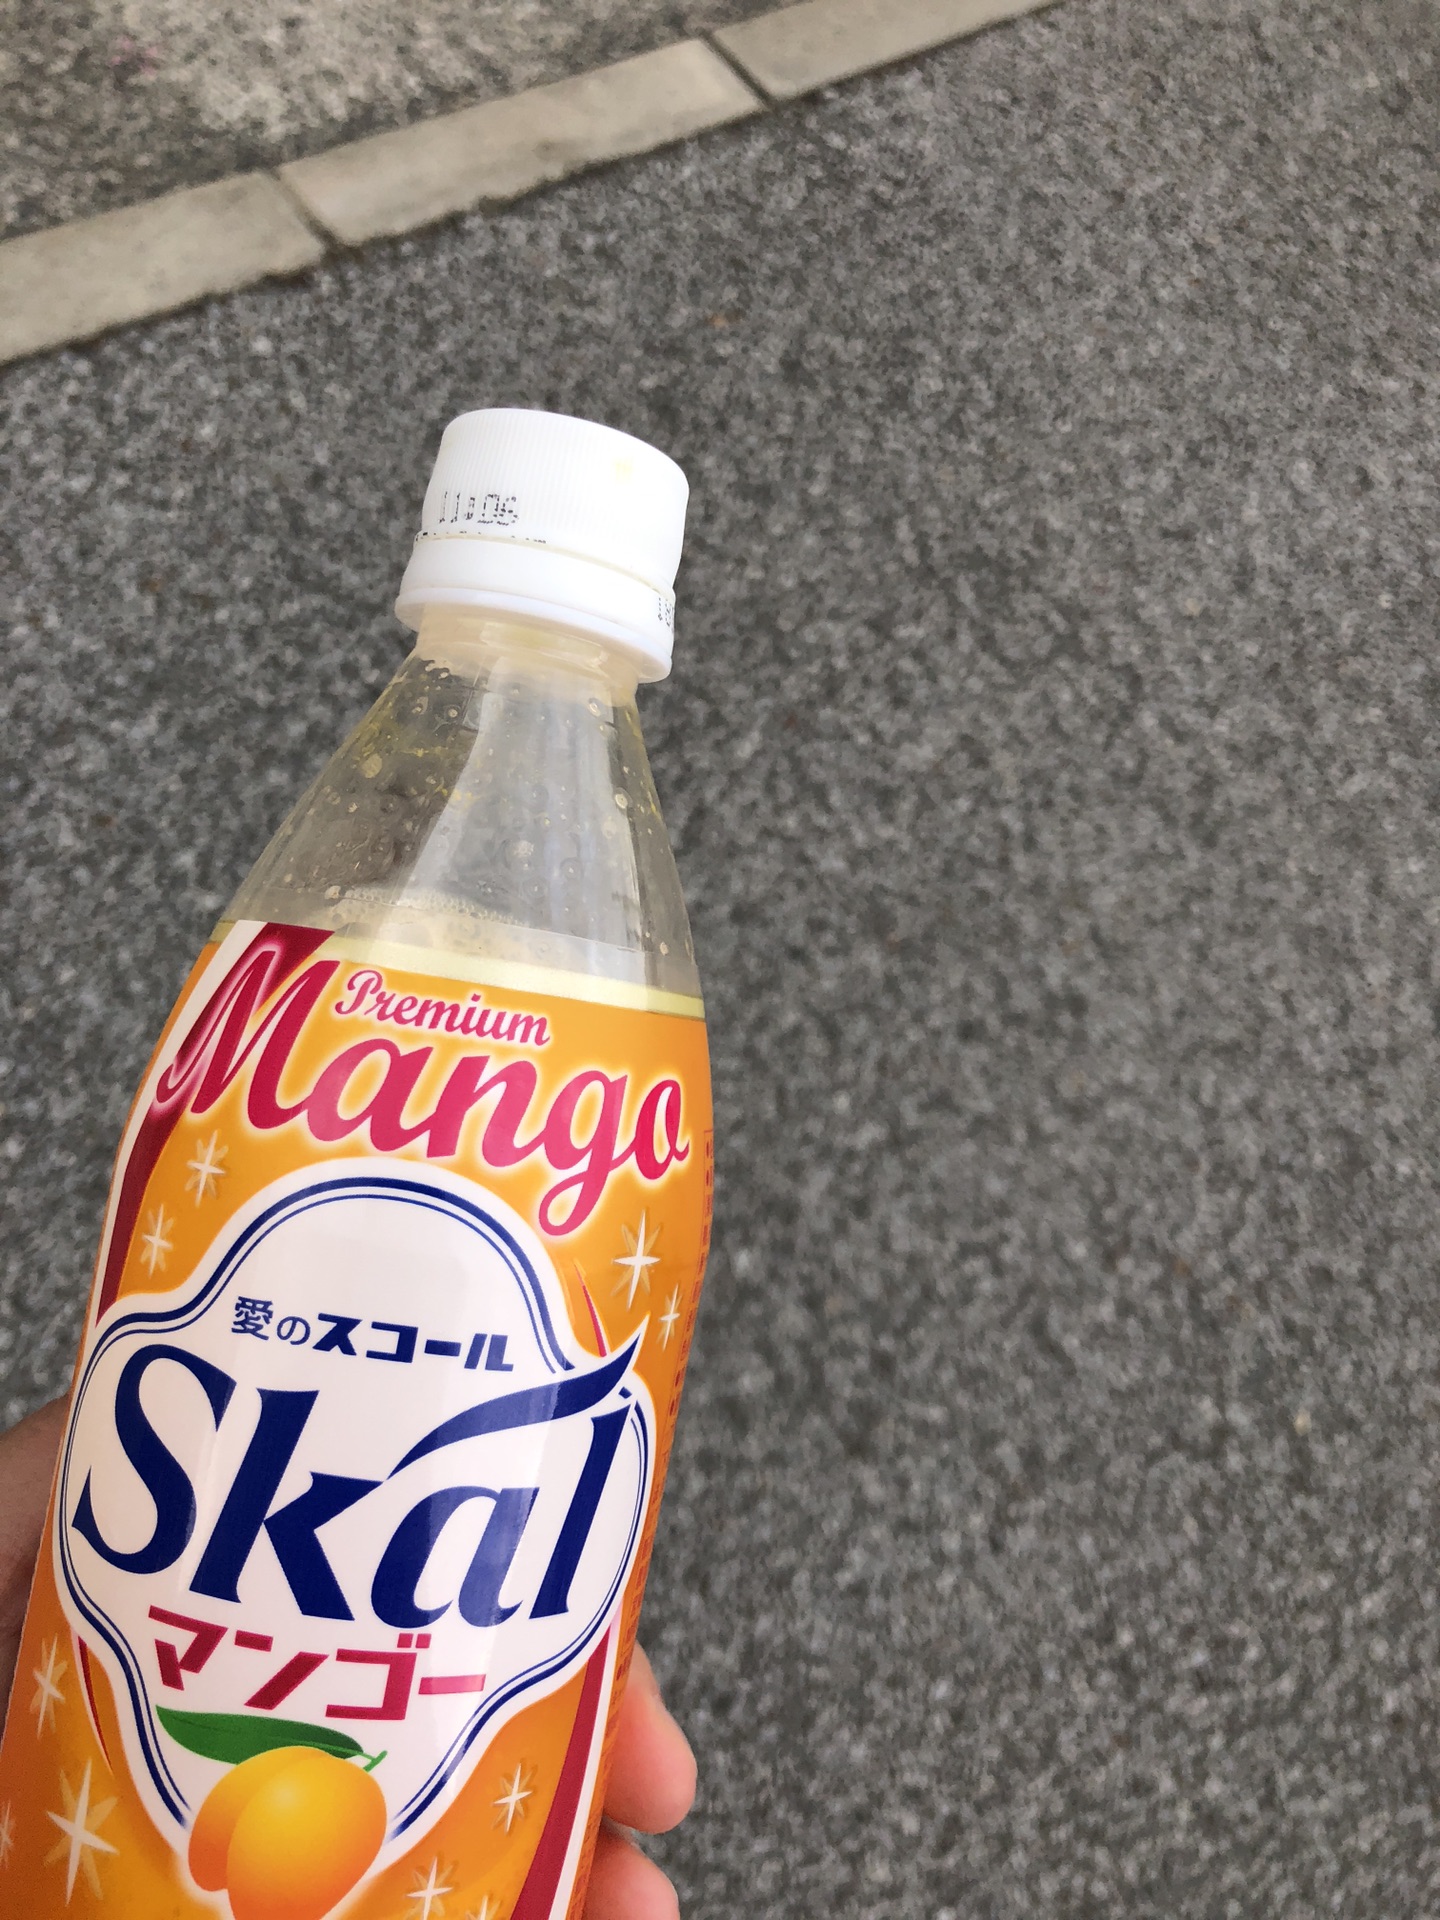 Premium
Mango
愛のスコール
Skal
マンゴー